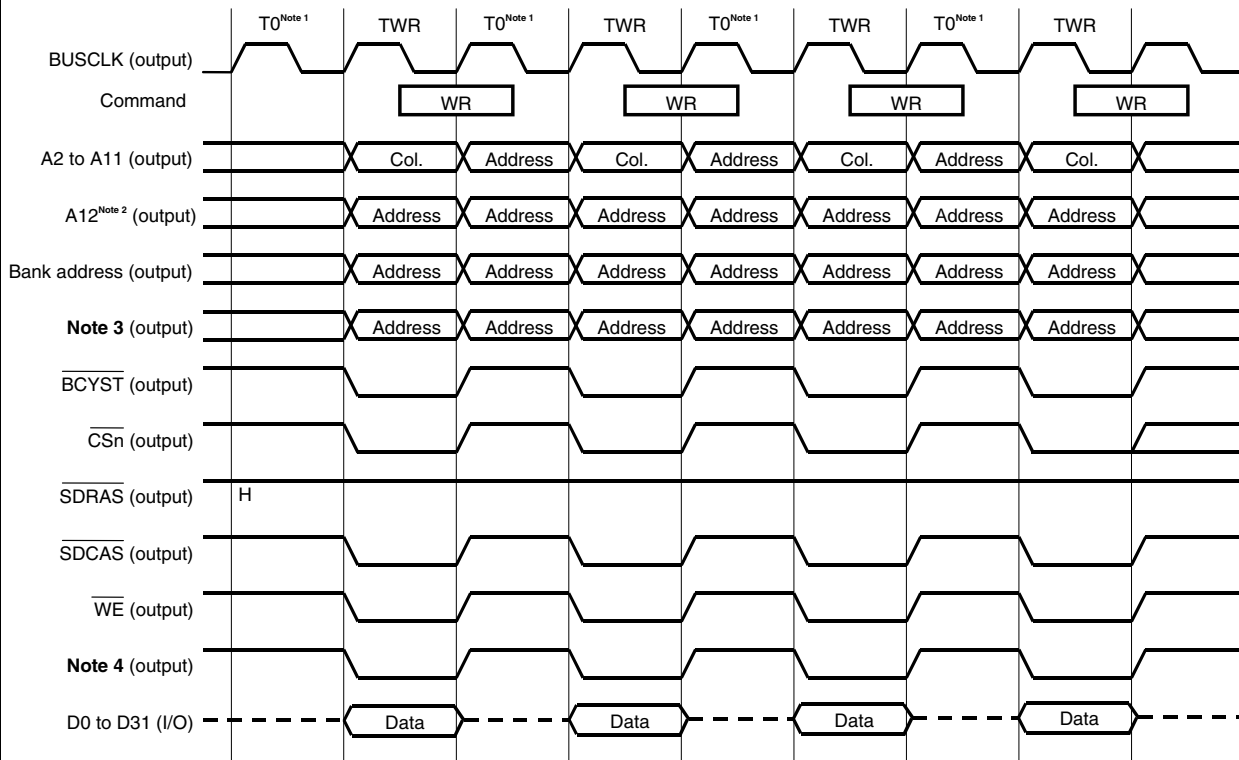 T0Note 1 TWR T0Note 1 TWR T0Note 1 TWR T0Note 1 TWR
BUSCLK (output)
Command WR WR WR WR
A2 to A11 (output) Col. Address Col. Address Col. Address Col.
A12Note 2 (output) Address Address Address Address Address Address Address
Bank address (output) Address Address Address Address Address Address Address
Note 3 (output) Address Address Address Address Address Address Address
BCYST (output)
CSn (output)
SDRAS (output) H
SDCAS (output)
WE (output)
Note 4 (output)
D0 to D31 (I/O) Data Data Data Data